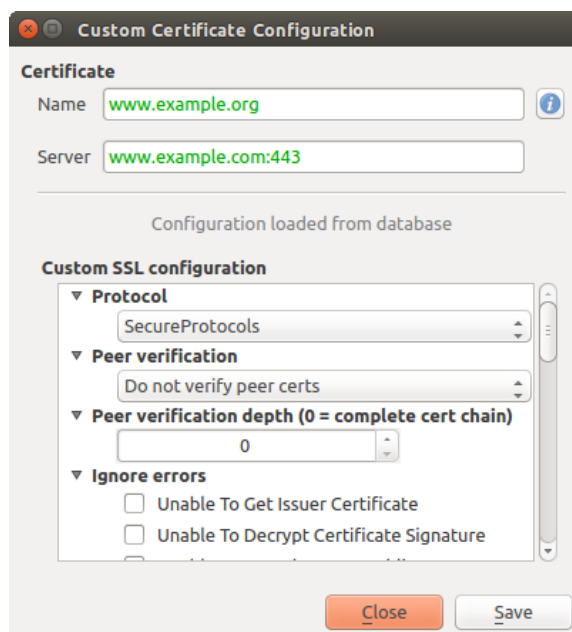 Custom Certificate Configuration
Certificate
Name www.example.org
Server www.example.com:443
Configuration loaded from database
Custom SSL configuration
Protocol
SecureProtocols
Peer verification
Do not verify peer certs
Peer verification depth (0 = complete cert chain)
0
Ignore errors
Unable To Get Issuer Certificate
Unable To Decrypt Certificate Signature
Close Save